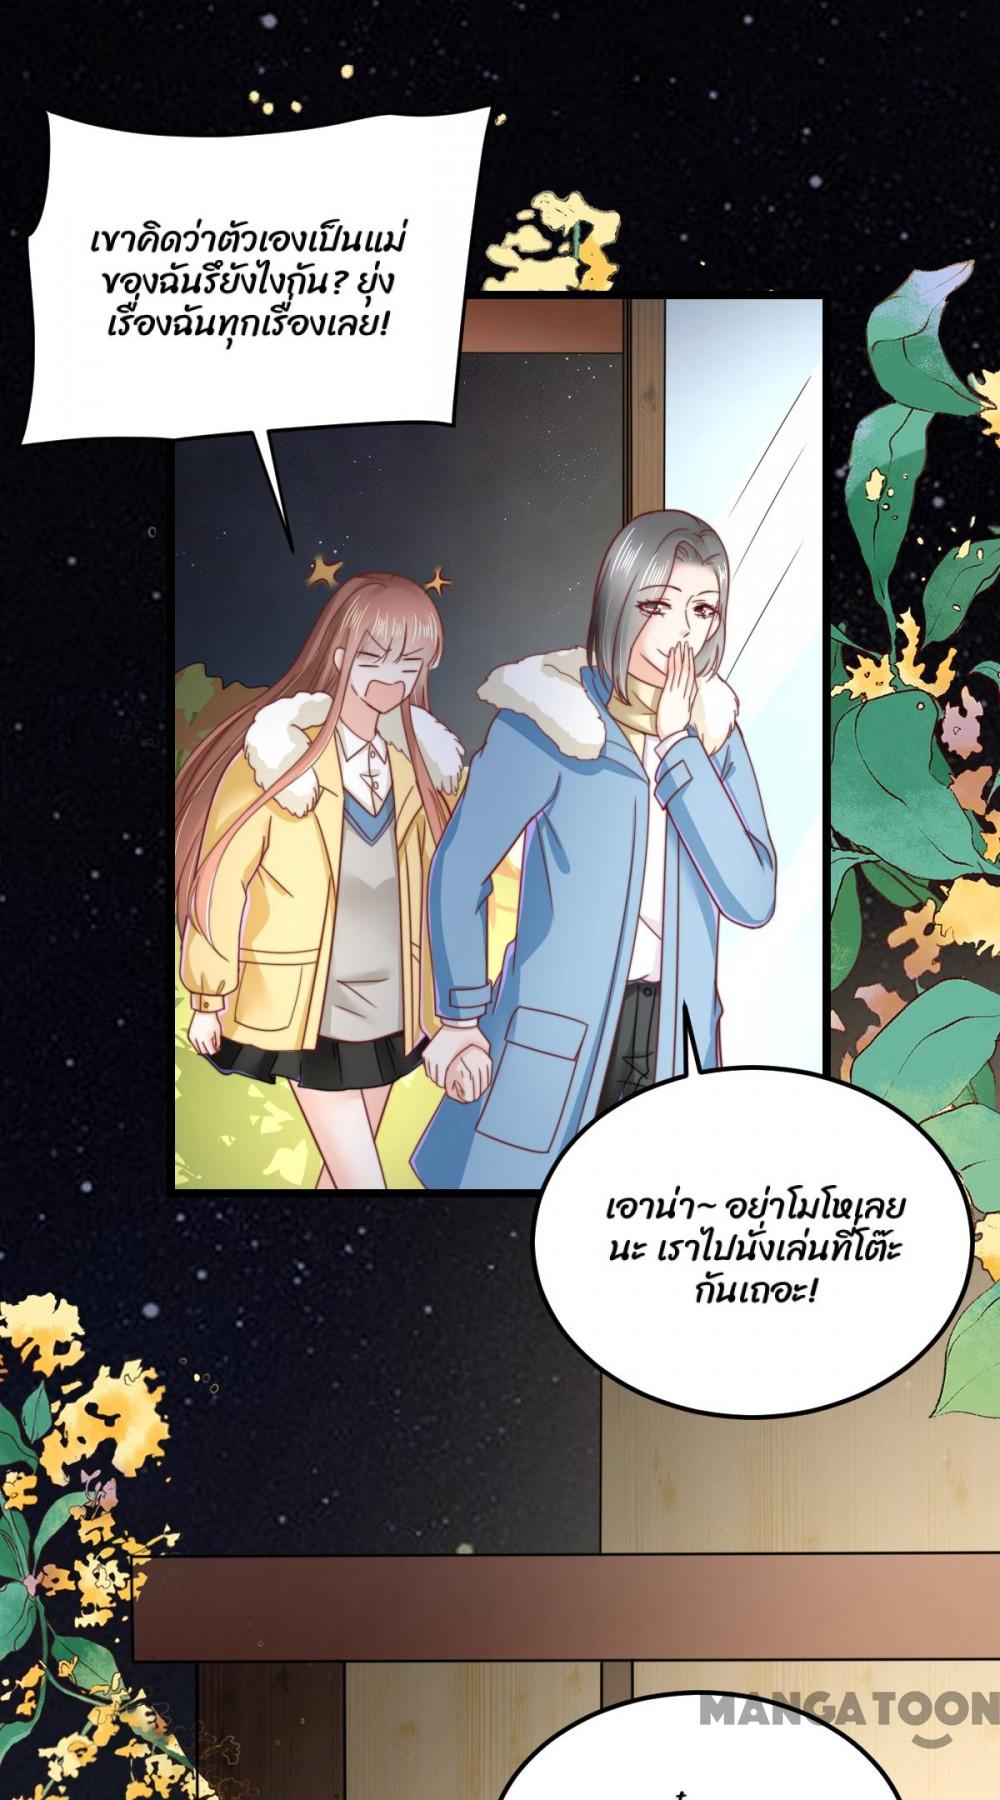 เขาคิดว่าตัวเองเป็นแม่
ของฉันรึยังไงกัน? ยุ่ง
เรื่องฉันทุกเรื่องเลย!
เอาน่า~ อย่าโมโหเลย
นะ เราไปนั่งเล่นที่โต๊ะ
กันเถอะ!
MANGATOON